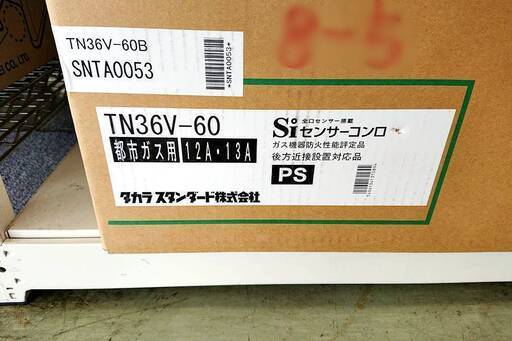 8-5
TN36V-60B
SNTA0053
*SNTA0053*
TN36V-60
都市ガス用 12A・13A
タカラスタンダード株式会社
全口センサー搭載
Siセンサーコンロ
ガス機器防火性能評定品
後方近接設置対応品
PS